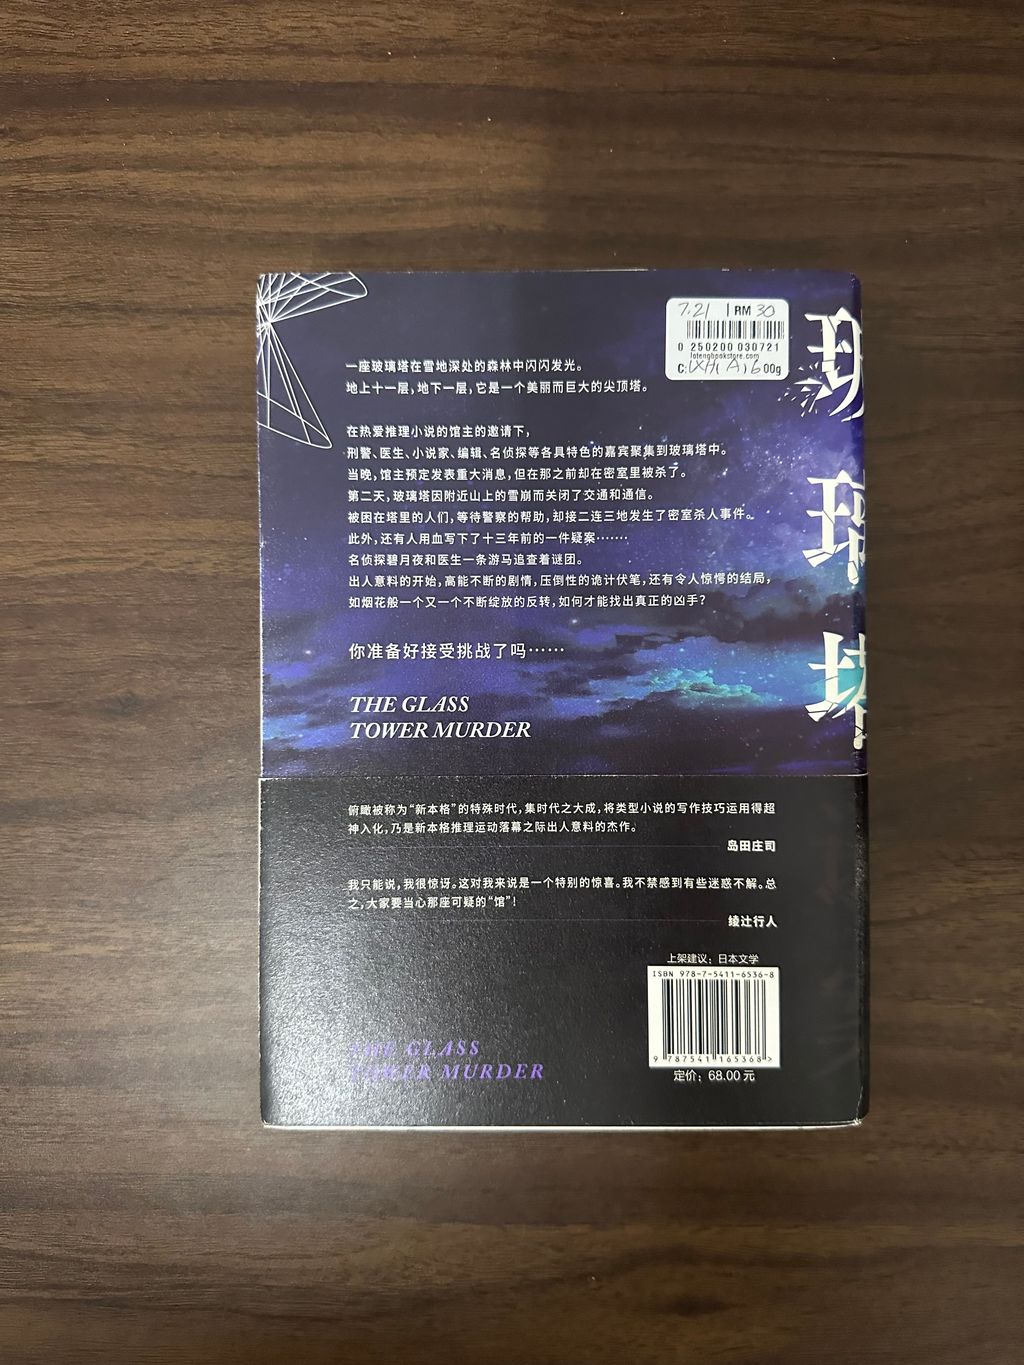 7.21 | RM 30
0 250200 030721
lotengbookstore.com
C: (XH( A ) 600g
玻
璃
塔
一座玻璃塔在雪地深处的森林中闪闪发光。
地上十一层,地下一层,它是一个美丽而巨大的尖顶塔。
在热爱推理小说的馆主的邀请下,
刑警、医生、小说家、编辑、名侦探等各具特色的嘉宾聚集到玻璃塔中。
当晚,馆主预定发表重大消息,但在那之前却在密室里被杀了。
第二天,玻璃塔因附近山上的雪崩而关闭了交通和通信。
被困在塔里的人们,等待警察的帮助,却接二连三地发生了密室杀人事件。
此外,还有人用血写下了十三年前的一件疑案……
名侦探碧月夜和医生一条游马追查着谜团。
出人意料的开始,高能不断的剧情,压倒性的诡计伏笔,还有令人惊愕的结局,
如烟花般一个又一个不断绽放的反转,如何才能找出真正的凶手?
你准备好接受挑战了吗……
THE GLASS
TOWER MURDER
俯瞰被称为“新本格”的特殊时代,集时代之大成,将类型小说的写作技巧运用得超
神入化,乃是新本格推理运动落幕之际出人意料的杰作。
岛田庄司
我只能说,我很惊讶。这对我来说是一个特别的惊喜。我不禁感到有些迷惑不解。总
之,大家要当心那座可疑的“馆”!
绫辻行人
上架建议:日本文学
ISBN 978-7-5411-6536-8
9 787541 165368 >
定价:68.00 元
THE GLASS
TOWER MURDER